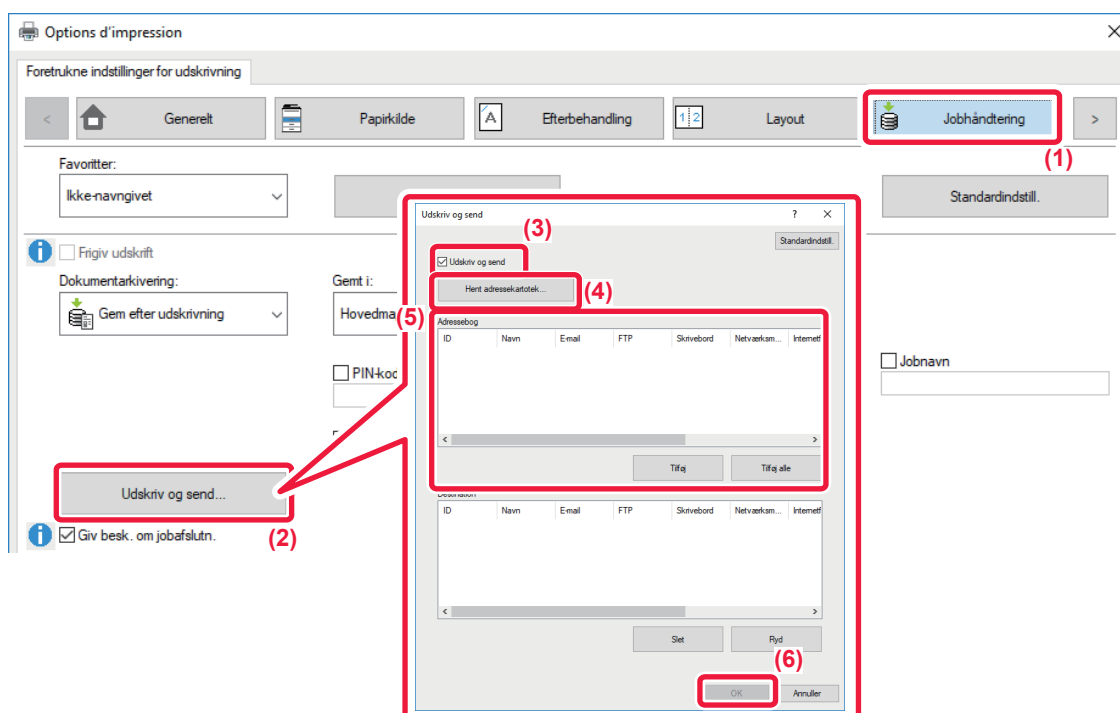 Options d’impression
Foretrukne indstillinger for udskrivning
< Generelt Papirkilde Efterbehandling 1 2 Layout Jobhåndtering >
(1)
Favoritter:
Ikke-navngivet
Standardindstill.
Frigiv udskrift
Dokumentarkivering:
Gem efter udskrivning
Gemt i:
Hovedma
PIN-kod
Jobnavn
Udskriv og send...
(2)
Giv besk. om jobafslutn.
Udskriv og send ? ×
(3)
Standardindstill.
Udskriv og send
Hent adressekartotek...
(4)
(5)
Adressebog
ID Navn E-mail FTP Skrivebord Netværksm... Internetf
< >
Tilføj Tilføj alle
Destination
ID Navn E-mail FTP Skrivebord Netværksm... Internetf
< >
Slet Ryd
(6)
OK Annuller